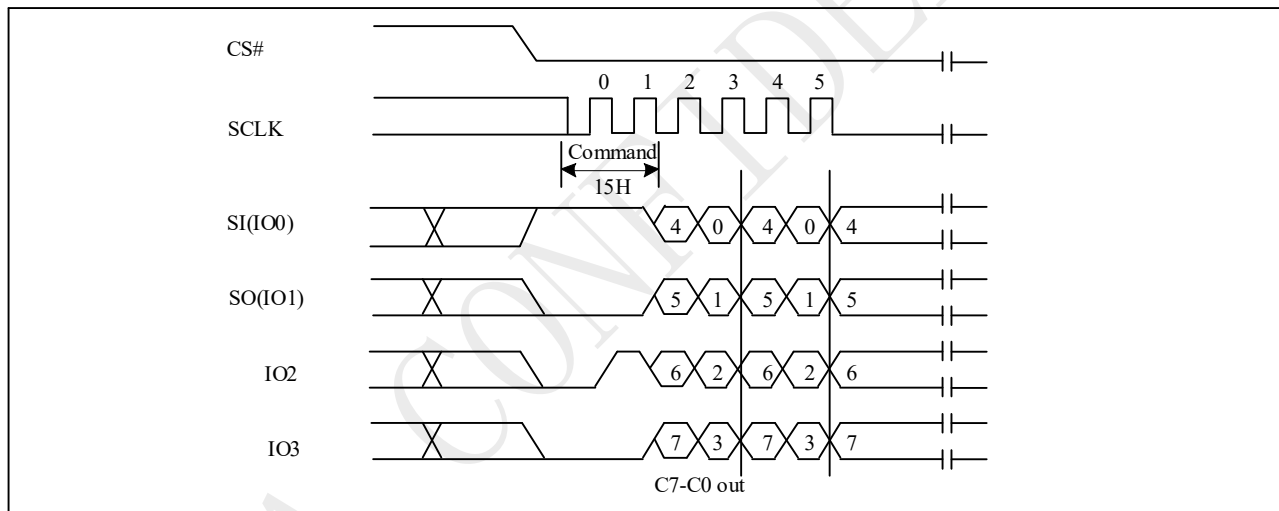 CS#
0 1 2 3 4 5
SCLK
Command
15H
SI(IO0) 4 0 4 0 4
SO(IO1) 5 1 5 1 5
IO2 6 2 6 2 6
IO3 7 3 7 3 7
C7-C0 out